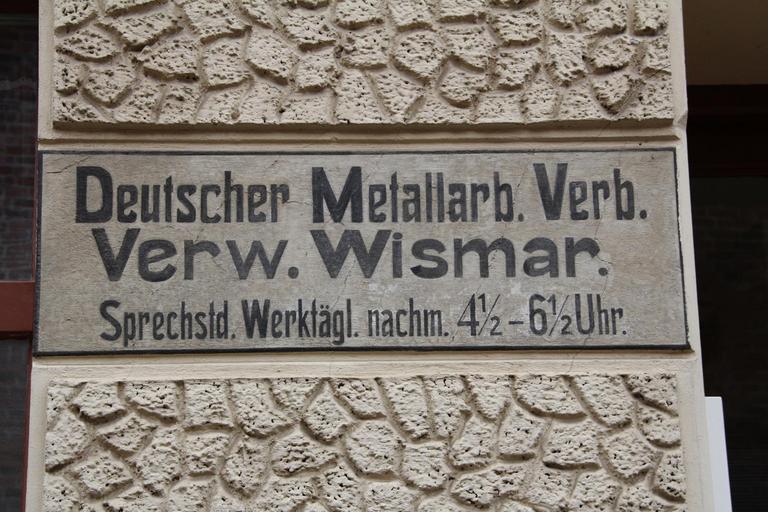 Deutscher Metallarb. Verb.
Verw. Wismar.
Sprechstd. Werktägl. nachm. 4½ – 6½ Uhr.